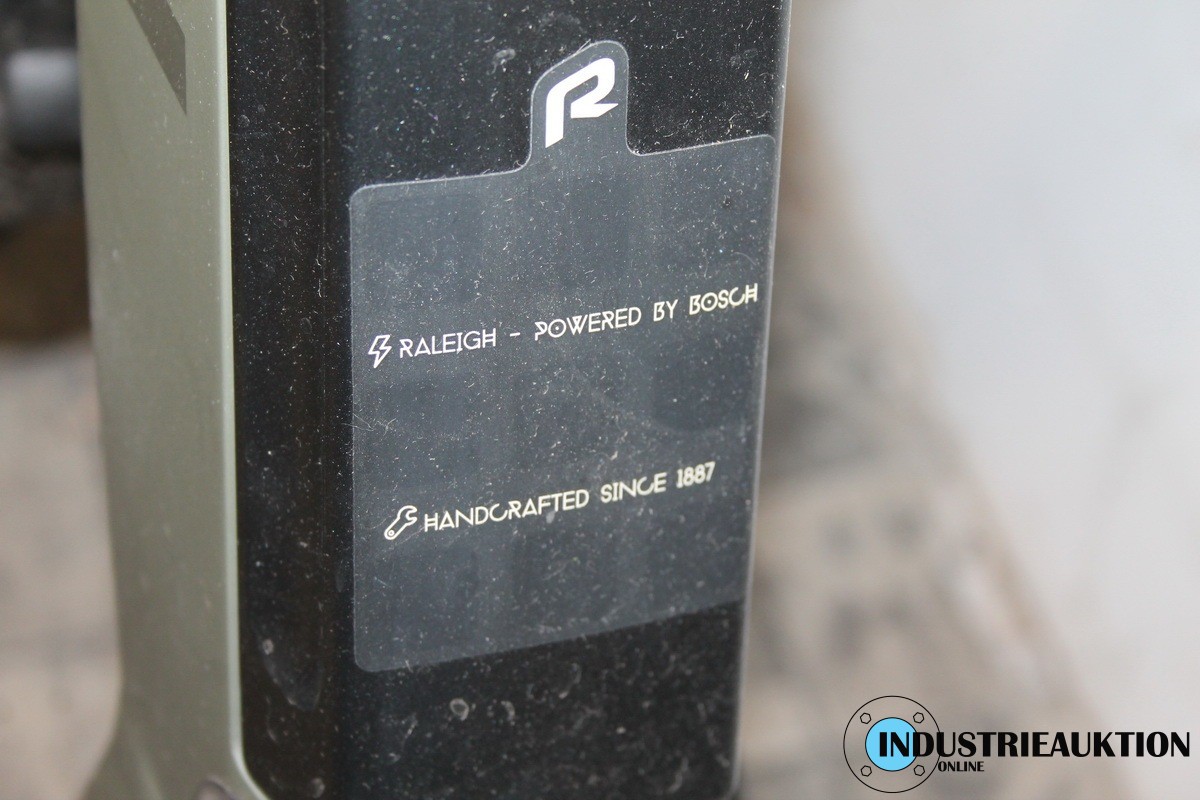 R
RALEIGH - POWERED BY BOSCH
HANDCRAFTED SINCE 1887
INDUSTRIEAUKTION
ONLINE